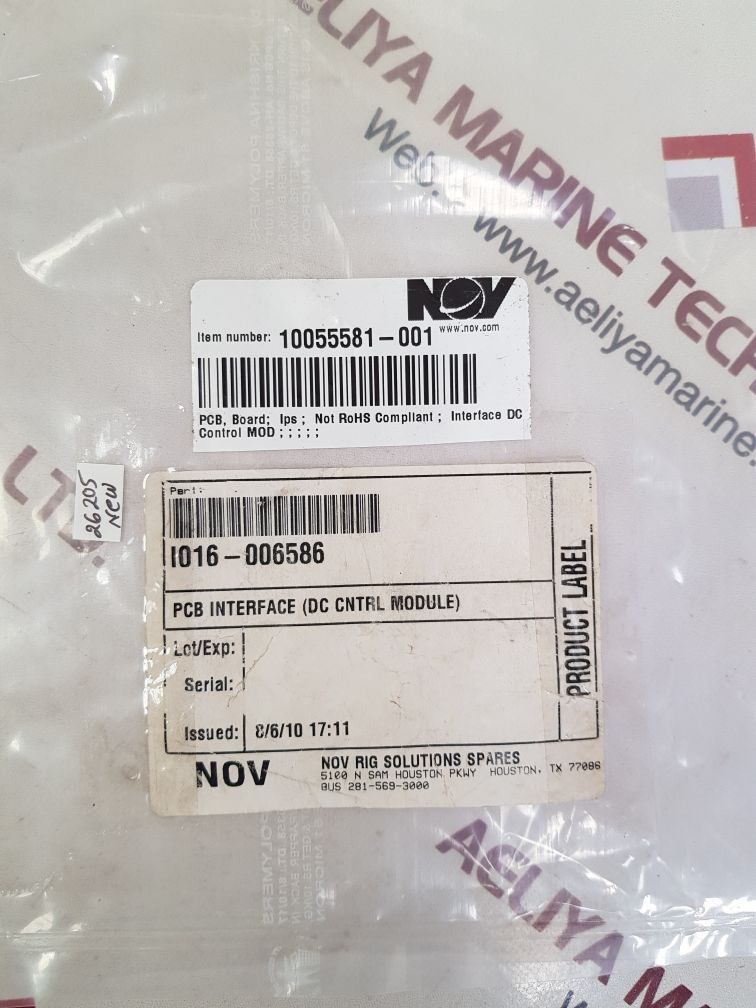 AELIYA MARINE TECH
Web.
www.aeliyamarine.
NOV
www.nov.com
Item number: 10055581-001
PCB, Board; Ips ; Not RoHS Compliant ; Interface DC
Control MOD ; ; ; ; ;
LTD.
26205
New
Part:
I016-006586
PCB INTERFACE (DC CNTRL MODULE)
Lot/Exp:
Serial:
Issued: 8/6/10 17:11
PRODUCT LABEL
NOV
NOV RIG SOLUTIONS SPARES
5100 N SAM HOUSTON PKWY HOUSTON, TX 77086
BUS 281-569-3000
AELIYA MA
www